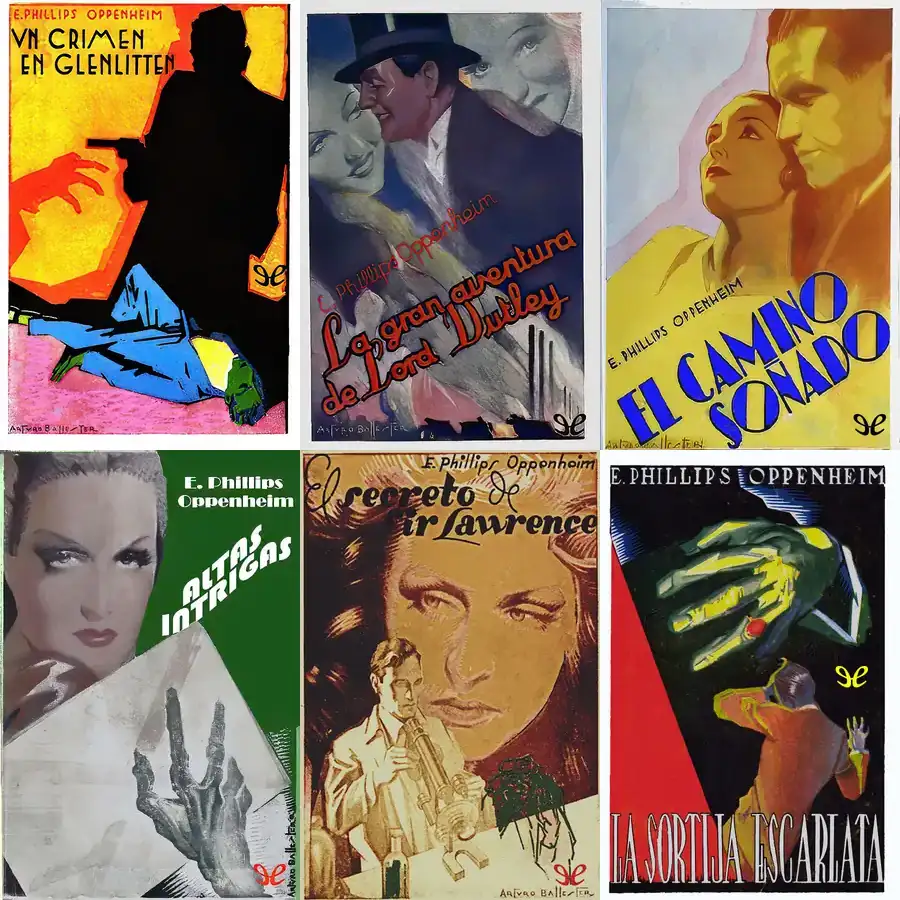 E. PHILLIPS OPPENHEIM
VN CRIMEN
EN GLENLITTEN
ARTURO BALLESTER
E. Phillips Oppenheim
La gran aventura
de Lord Dutley
ARTURO BALLESTER
E. PHILLIPS OPPENHEIM
EL CAMINO
SOÑADO
ARTURO BALLESTER
E. Phillips
Oppenheim
ALTAS
INTRIGAS
ARTURO BALLESTER
E. Phillips Oppenheim
El secreto de
Sir Lawrence
ARTURO BALLESTER
E. PHILLIPS OPPENHEIM
LA SORTIJA ESCARLATA